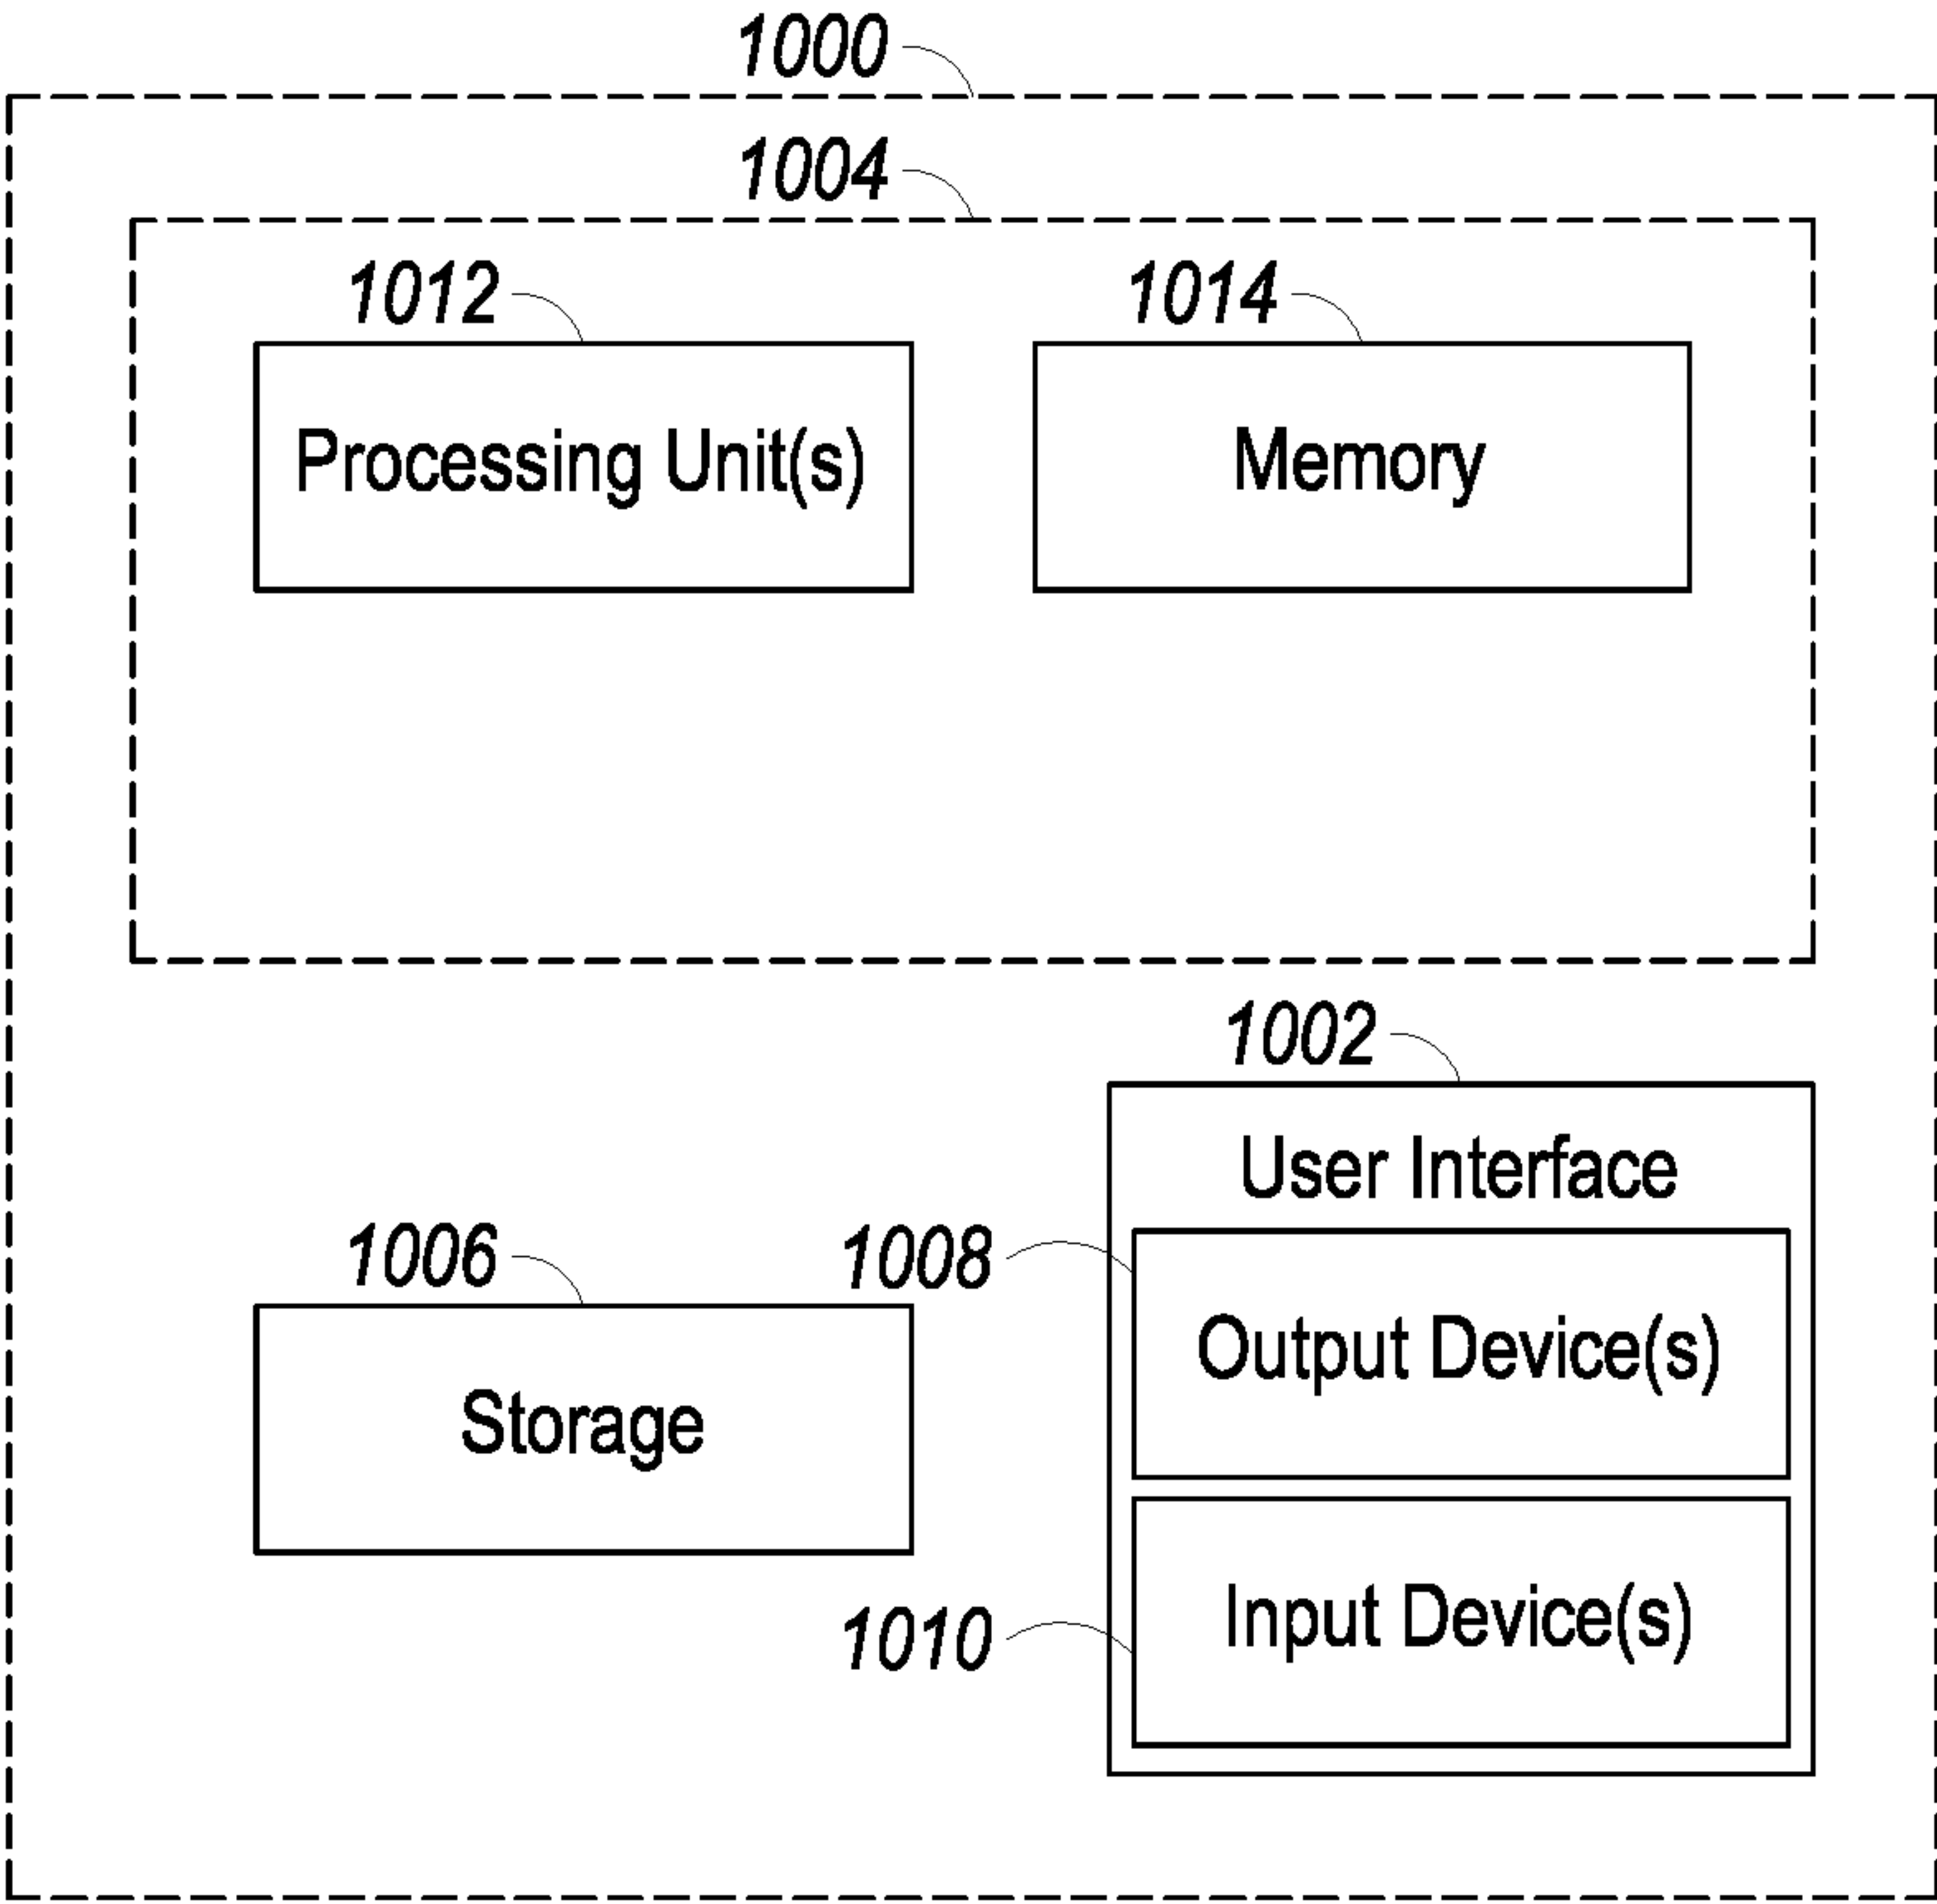 1000
1004
1012
1014
Processing Unit(s)
Memory
1002
User Interface
1006
1008
Output Device(s)
Storage
1010
Input Device(s)